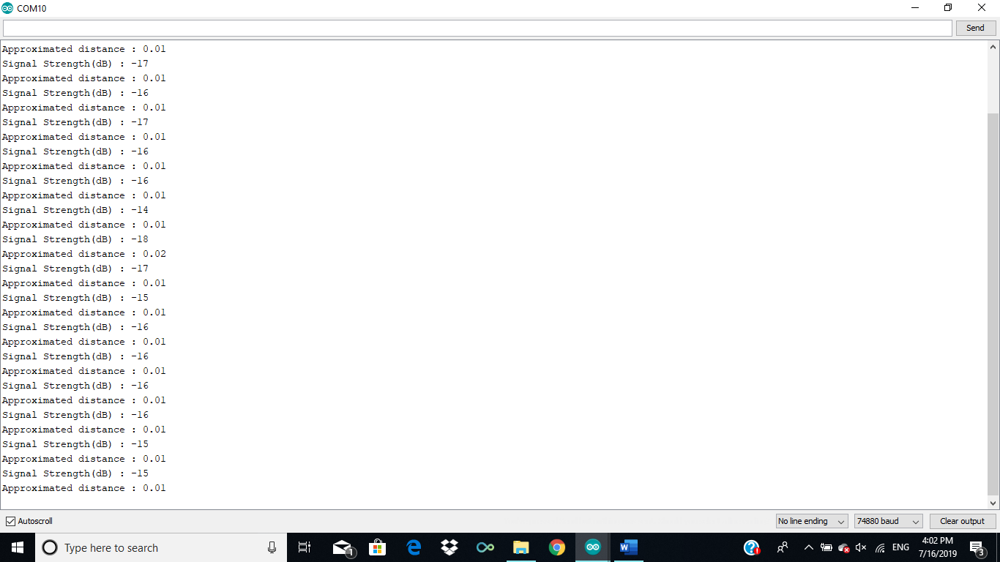 COM10
Send
Approximated distance : 0.01
Signal Strength(dB) : -17
Approximated distance : 0.01
Signal Strength(dB) : -16
Approximated distance : 0.01
Signal Strength(dB) : -17
Approximated distance : 0.01
Signal Strength(dB) : -16
Approximated distance : 0.01
Signal Strength(dB) : -16
Approximated distance : 0.01
Signal Strength(dB) : -14
Approximated distance : 0.01
Signal Strength(dB) : -18
Approximated distance : 0.02
Signal Strength(dB) : -17
Approximated distance : 0.01
Signal Strength(dB) : -15
Approximated distance : 0.01
Signal Strength(dB) : -16
Approximated distance : 0.01
Signal Strength(dB) : -16
Approximated distance : 0.01
Signal Strength(dB) : -16
Approximated distance : 0.01
Signal Strength(dB) : -16
Approximated distance : 0.01
Signal Strength(dB) : -15
Approximated distance : 0.01
Signal Strength(dB) : -15
Approximated distance : 0.01
Autoscroll No line ending 74880 baud Clear output
Type here to search 1 ENG 4:02 PM 3
7/16/2019